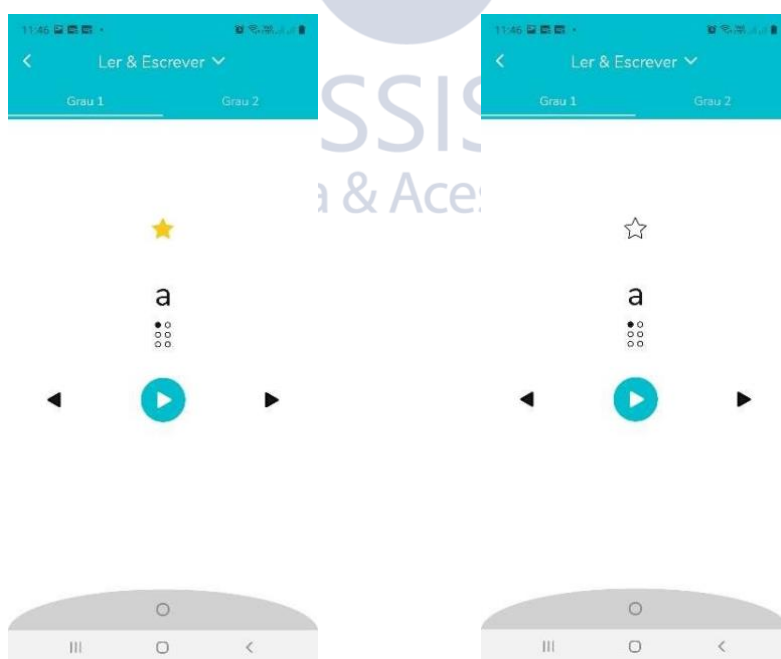 11:46
Ler & Escrever
Grau 1 Grau 2
a
11:46
Ler & Escrever
Grau 1 Grau 2
a
SSIS
a & Aces